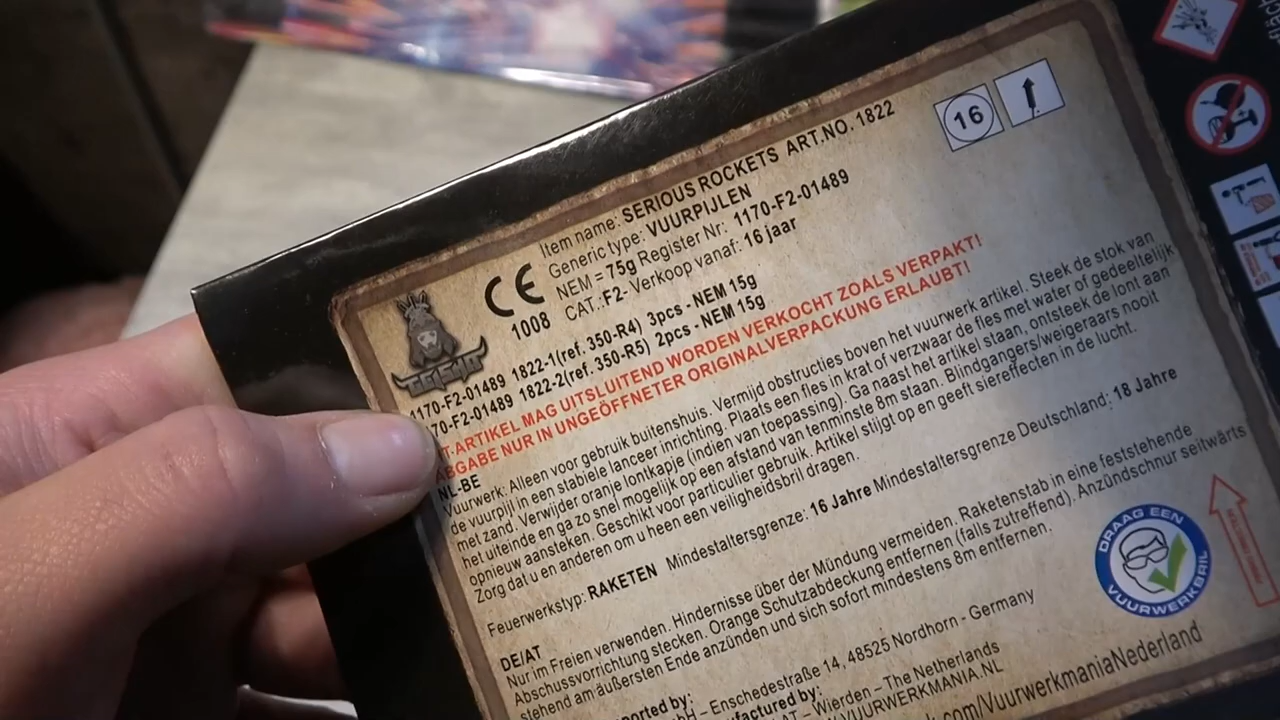 Item name: SERIOUS ROCKETS ART.NO. 1822
Generic type: VUURPIJLEN
NEM = 75g Register Nr: 1170-F2-01489
CAT.:F2- Verkoop vanaf: 16 jaar
16
CE
1008
1170-F2-01489 1822-1(ref. 350-R4) 3pcs - NEM 15g
70-F2-01489 1822-2(ref. 350-R5) 2pcs - NEM 15g
T-ARTIKEL MAG UITSLUITEND WORDEN VERKOCHT ZOALS VERPAKT!
ABGABE NUR IN UNGEÖFFNETER ORIGINALVERPACKUNG ERLAUBT!
NL-BE
Vuurwerk: Alleen voor gebruik buitenshuis. Vermijd obstructies boven het vuurwerk artikel. Steek de stok van
de vuurpijl in een stabiele lanceer inrichting. Plaats een fles in krat of verzwaar de fles met water of gedeeltelijk
met zand. Verwijder oranje lontkapje (indien van toepassing). Ga naast het artikel staan, ontsteek de lont aan
het uiteinde en ga zo snel mogelijk op een afstand van tenminste 8m staan. Blindgangers/weigeraars nooit
opnieuw aansteken. Geschikt voor particulier gebruik. Artikel stijgt op en geeft siereffecten in de lucht.
Zorg dat u en anderen om u heen een veiligheidsbril dragen.
Feuerwerkstyp: RAKETEN Mindestaltersgrenze: 16 Jahre Mindestaltersgrenze Deutschland: 18 Jahre
DE/AT
Nur im Freien verwenden. Hindernisse über der Mündung vermeiden. Raketenstab in eine feststehende
Abschussvorrichtung stecken. Orange Schutzabdeckung entfernen (falls zutreffend). Anzündschnur seitwärts
stehend am äußersten Ende anzünden und sich sofort mindestens 8m entfernen.
DRAAG EEN
VUURWERKBRIL
ported by:
bH – Enschedestraße 14, 48525 Nordhorn - Germany
ufactured by:
AT – Wierden – The Netherlands
VUURWERKMANIA.NL
k.com/VuurwerkmaniaNederland